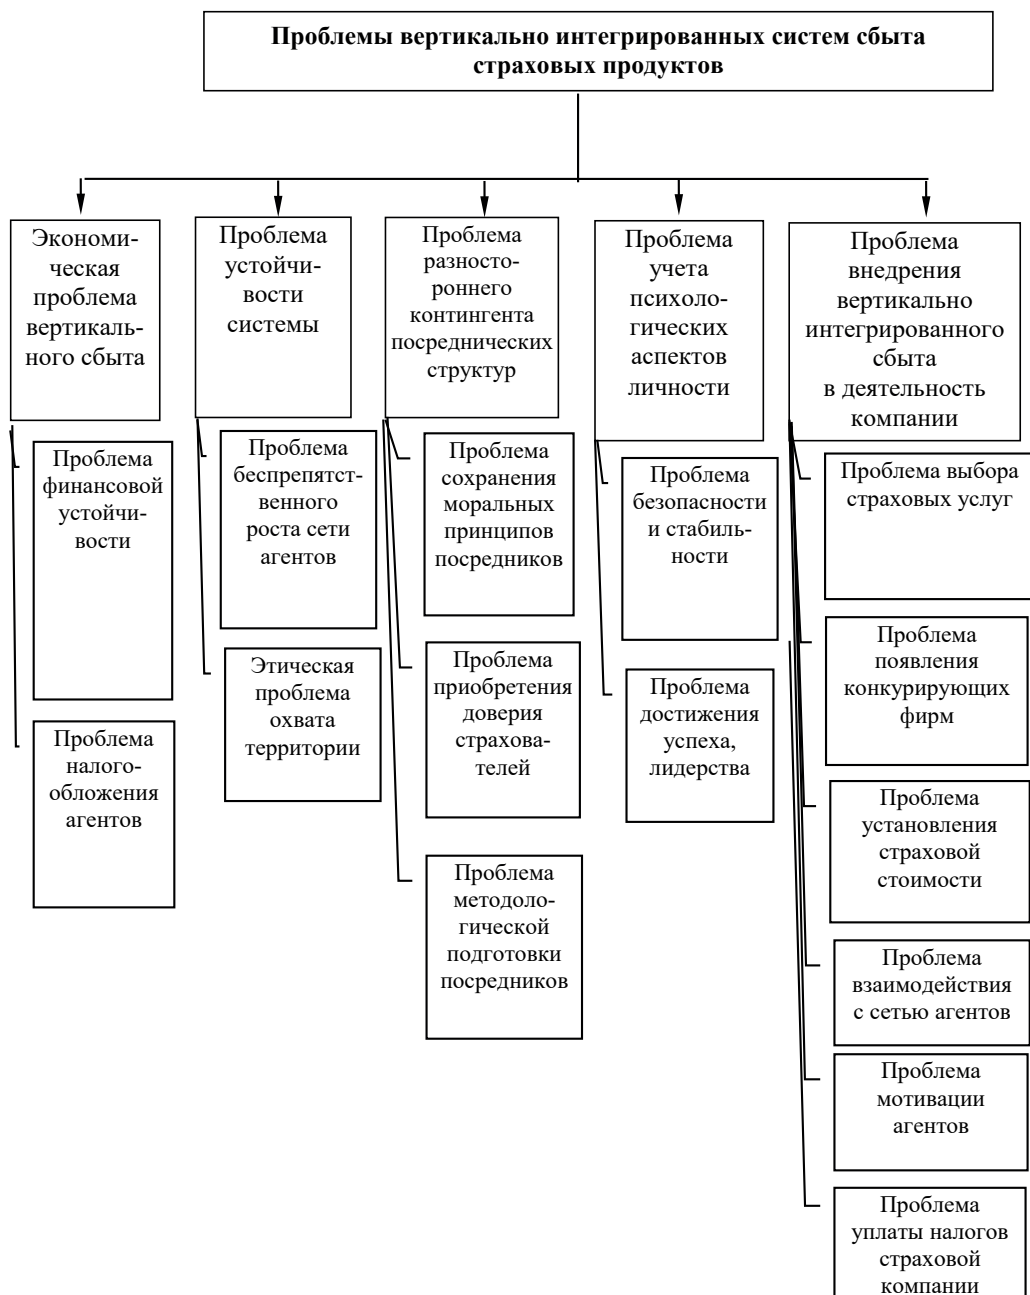 Проблемы вертикально интегрированных систем сбыта
страховых продуктов
Экономи-
ческая
проблема
вертикаль-
ного сбыта
Проблема
финансовой
устойчи-
вости
Проблема
налого-
обложения
агентов
Проблема
устойчи-
вости
системы
Проблема
беспрепятст-
венного
роста сети
агентов
Этическая
проблема
охвата
территории
Проблема
разносто-
роннего
контингента
посреднических
структур
Проблема
сохранения
моральных
принципов
посредников
Проблема
приобретения
доверия
страхова-
телей
Проблема
методоло-
гической
подготовки
посредников
Проблема
учета
психоло-
гических
аспектов
личности
Проблема
безопасности
и стабиль-
ности
Проблема
достижения
успеха,
лидерства
Проблема
внедрения
вертикально
интегрированного
сбыта
в деятельность
компании
Проблема выбора
страховых услуг
Проблема
появления
конкурирующих
фирм
Проблема
установления
страховой
стоимости
Проблема
взаимодействия
с сетью агентов
Проблема
мотивации
агентов
Проблема
уплаты налогов
страховой
компании